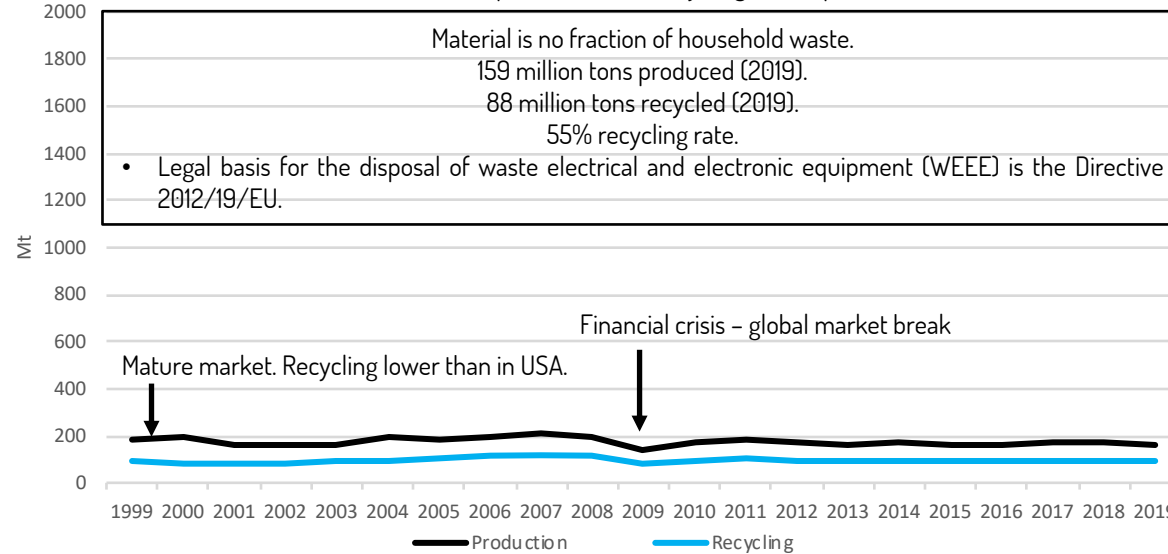 2000
Material is no fraction of household waste.
1800
159 million tons produced (2019).
1600
88 million tons recycled (2019).
55% recycling rate.
1400
• Legal basis for the disposal of waste electrical and electronic equipment (WEEE) is the Directive
2012/19/EU.
1200
Mt
1000
800
Financial crisis – global market break
600
Mature market. Recycling lower than in USA.
400
200
0
1999 2000 2001 2002 2003 2004 2005 2006 2007 2008 2009 2010 2011 2012 2013 2014 2015 2016 2017 2018 2019
Production Recycling